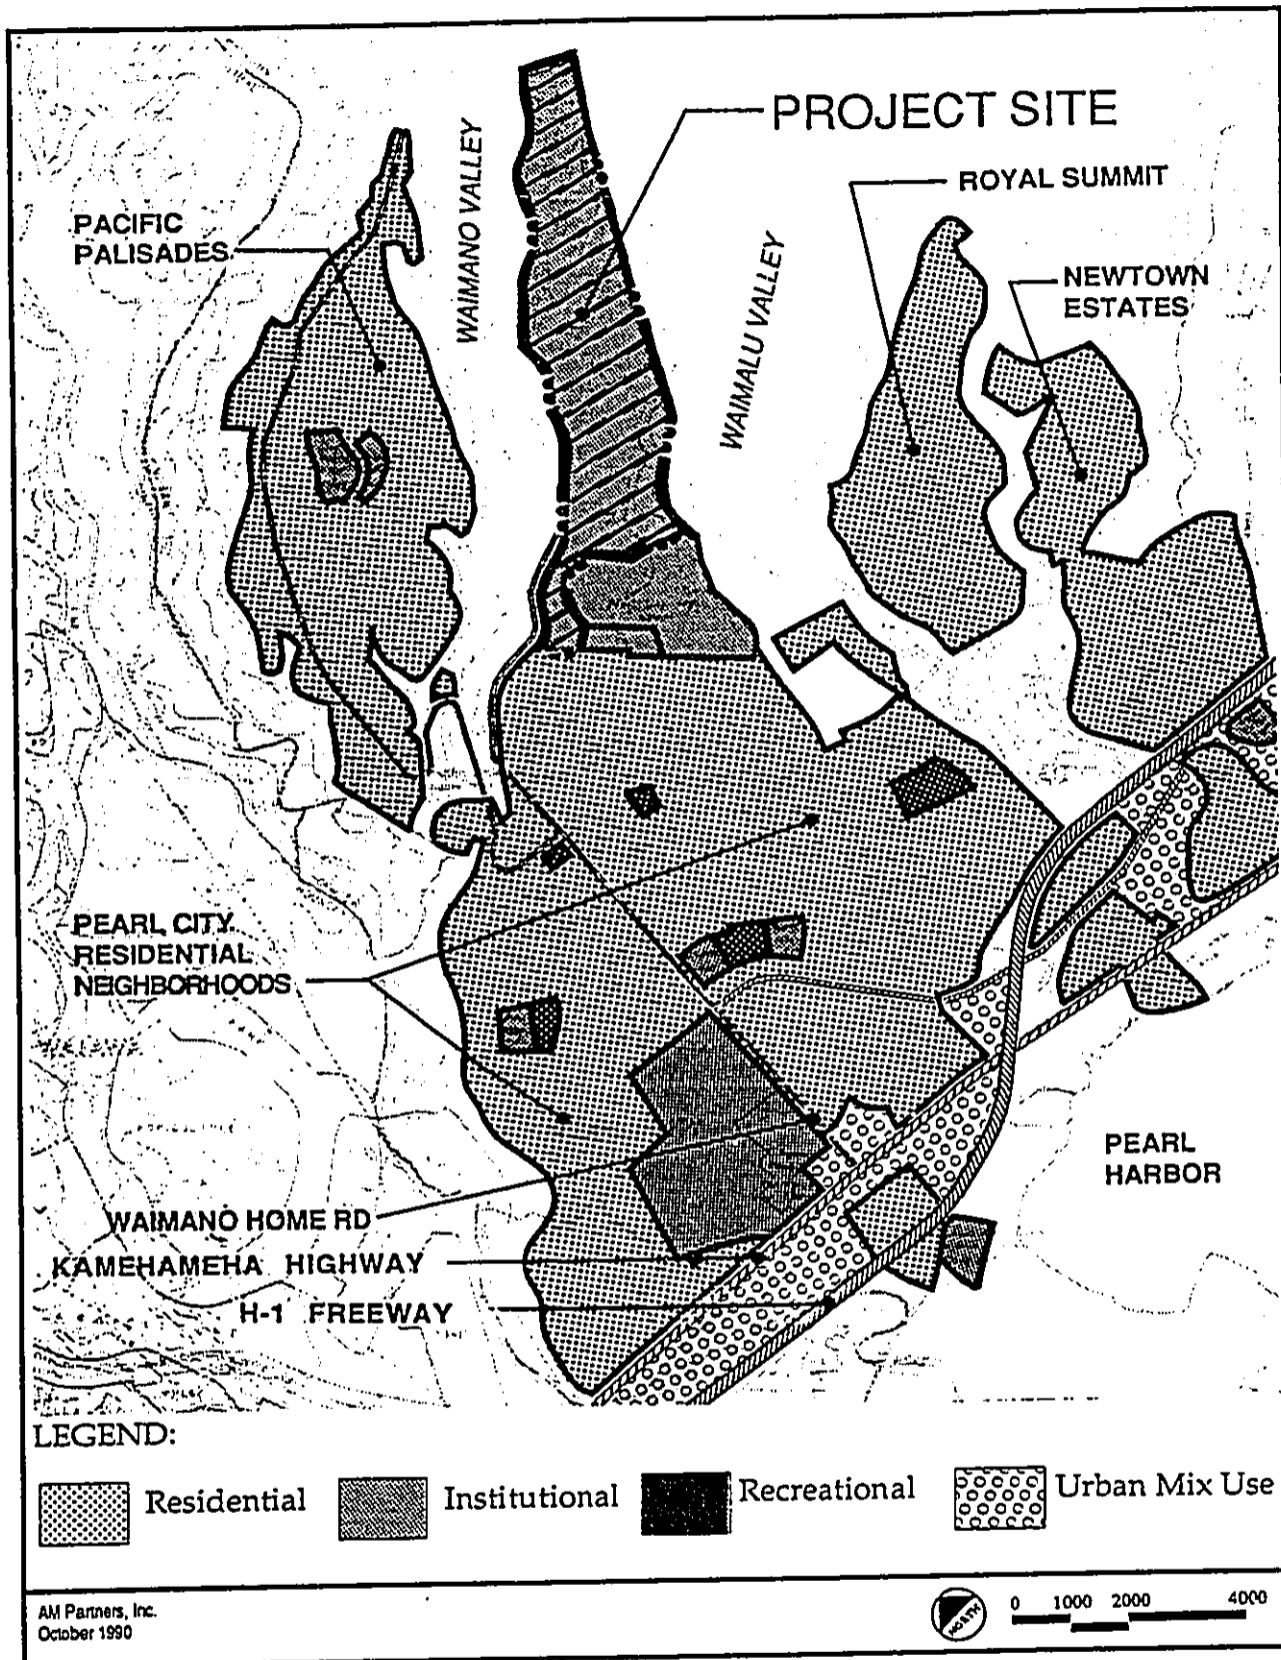 PROJECT SITE
ROYAL SUMMIT
PACIFIC
PALISADES
WAIMANO VALLEY
WAIMALU VALLEY
NEWTOWN
ESTATES
PEARL CITY
RESIDENTIAL
NEIGHBORHOODS
PEARL
HARBOR
WAIMANO HOME RD
KAMEHAMEHA HIGHWAY
H-1 FREEWAY
LEGEND:
Residential
Institutional
Recreational
Urban Mix Use
AM Partners, Inc.
October 1990
NORTH
0 1000 2000 4000